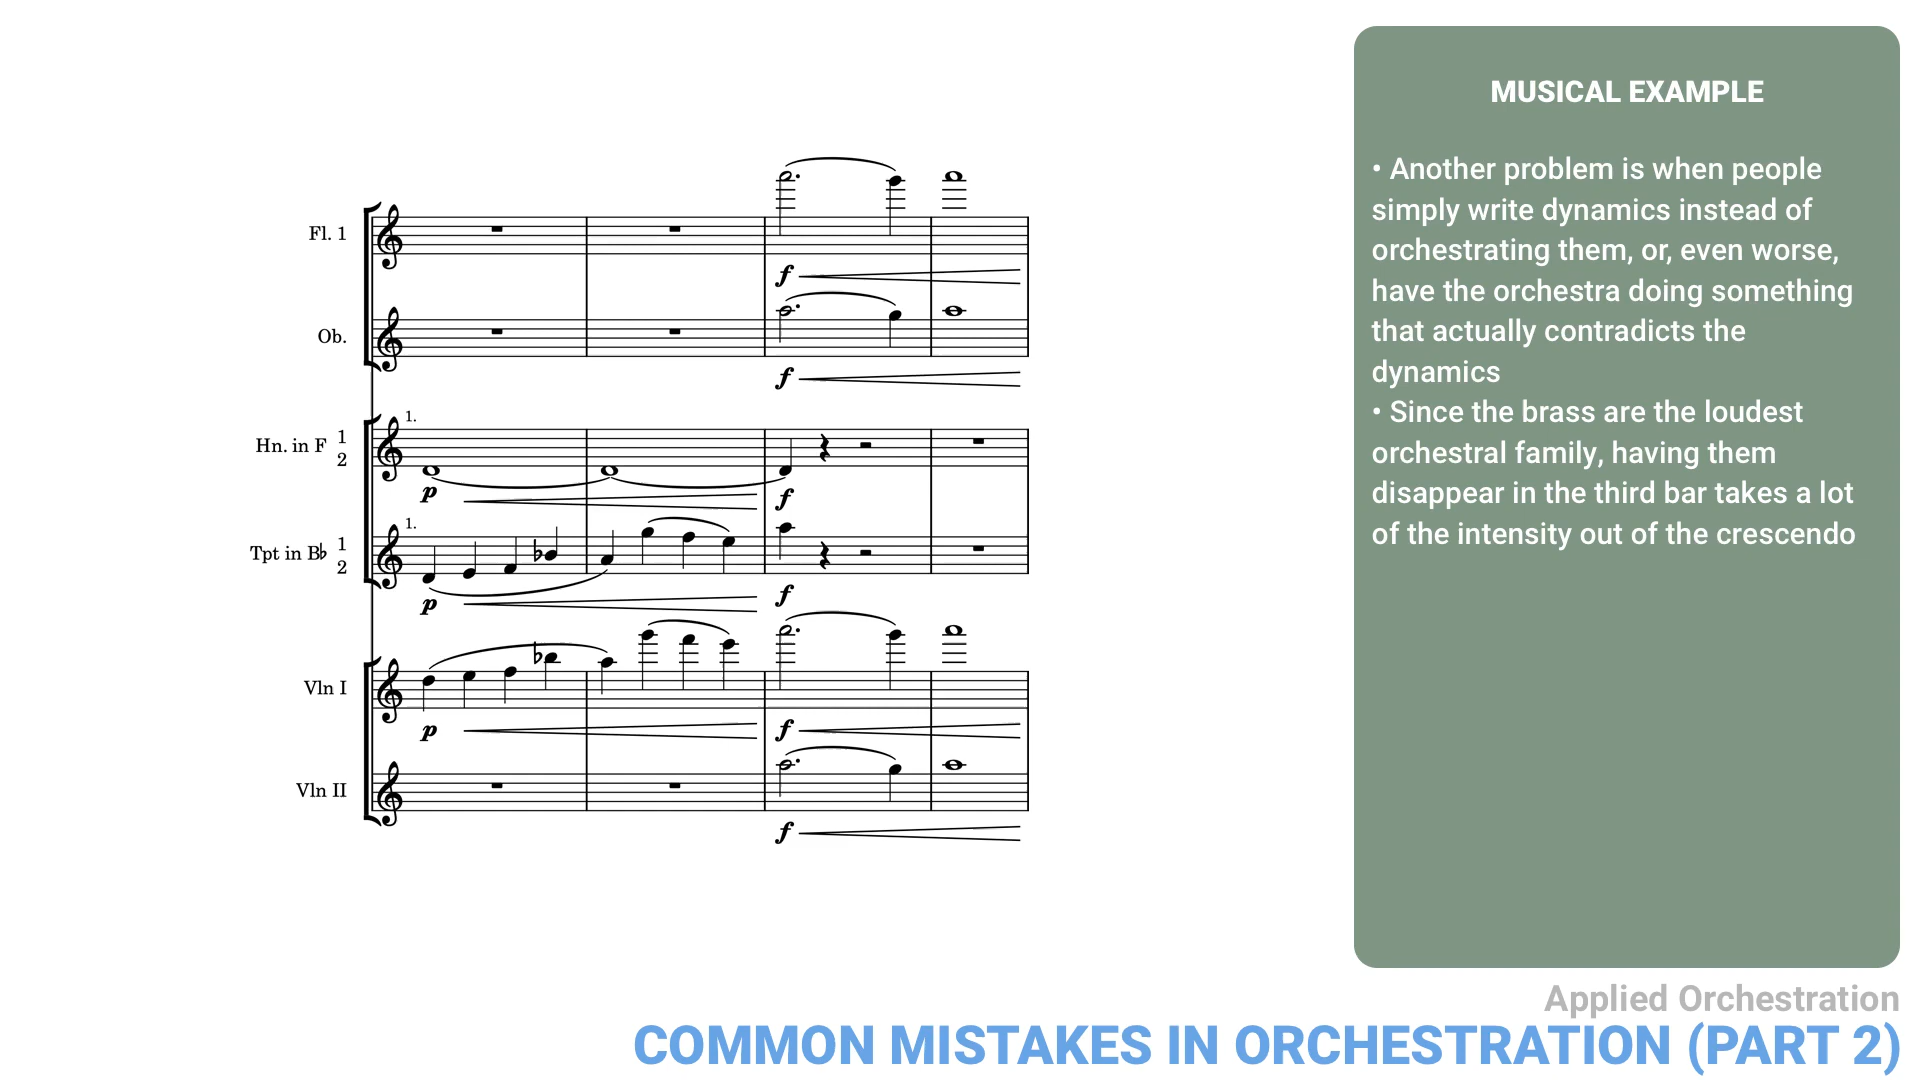 Fl. 1
f
Ob.
f
Hn. in F 1 2
1.
p
f
Tpt in B♭ 1 2
1.
p
f
Vln I
p
f
Vln II
f
MUSICAL EXAMPLE
• Another problem is when people
simply write dynamics instead of
orchestrating them, or, even worse,
have the orchestra doing something
that actually contradicts the
dynamics
• Since the brass are the loudest
orchestral family, having them
disappear in the third bar takes a lot
of the intensity out of the crescendo
Applied Orchestration
COMMON MISTAKES IN ORCHESTRATION (PART 2)